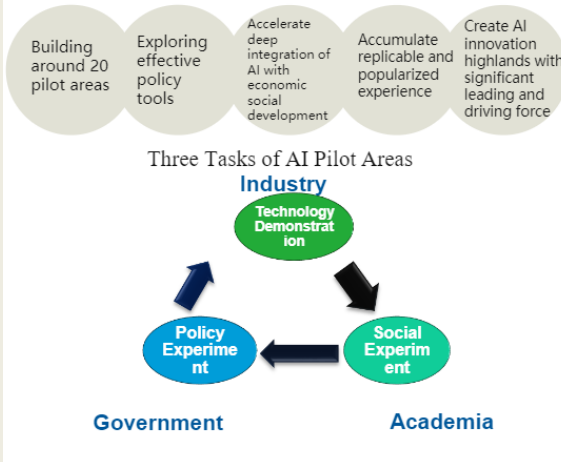 Building
around 20
pilot areas
Exploring
effective
policy
tools
Accelerate
deep
integration of
AI with
economic
social
development
Accumulate
replicable and
popularized
experience
Create AI
innovation
highlands with
significant
leading and
driving force
Three Tasks of AI Pilot Areas
Industry
Technology
Demonstrat
ion
Policy
Experime
nt
Social
Experim
ent
Government
Academia